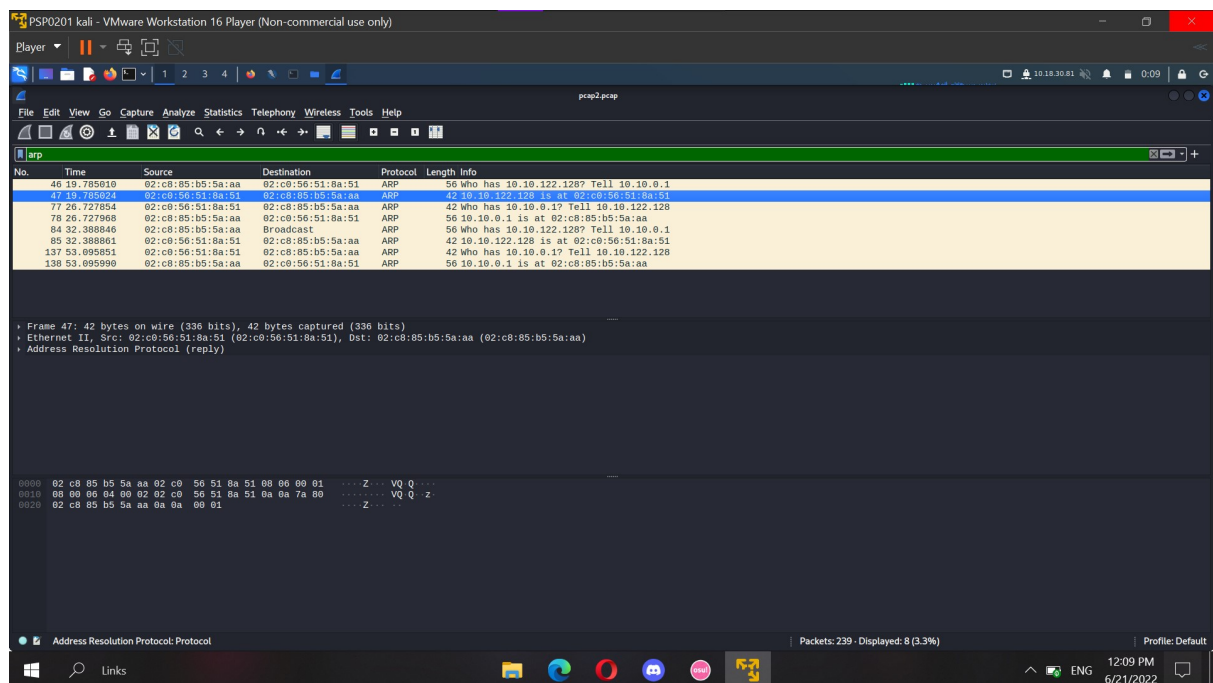 PSP0201 kali - VMware Workstation 16 Player (Non-commercial use only)
Player
1 2 3 4
10.18.30.81
0:09
pcap2.pcap
File Edit View Go Capture Analyze Statistics Telephony Wireless Tools Help
arp
No. Time Source Destination Protocol Length Info
46 19.785010 02:c8:85:b5:5a:aa 02:c0:56:51:8a:51 ARP 56 Who has 10.10.122.128? Tell 10.10.0.1
47 19.785024 02:c0:56:51:8a:51 02:c8:85:b5:5a:aa ARP 42 10.10.122.128 is at 02:c0:56:51:8a:51
77 26.727854 02:c0:56:51:8a:51 02:c8:85:b5:5a:aa ARP 42 Who has 10.10.0.1? Tell 10.10.122.128
78 26.727968 02:c8:85:b5:5a:aa 02:c0:56:51:8a:51 ARP 56 10.10.0.1 is at 02:c8:85:b5:5a:aa
84 32.388846 02:c8:85:b5:5a:aa Broadcast ARP 56 Who has 10.10.122.128? Tell 10.10.0.1
85 32.388861 02:c0:56:51:8a:51 02:c8:85:b5:5a:aa ARP 42 10.10.122.128 is at 02:c0:56:51:8a:51
137 53.095851 02:c0:56:51:8a:51 02:c8:85:b5:5a:aa ARP 42 Who has 10.10.0.1? Tell 10.10.122.128
138 53.095990 02:c8:85:b5:5a:aa 02:c0:56:51:8a:51 ARP 56 10.10.0.1 is at 02:c8:85:b5:5a:aa
Frame 47: 42 bytes on wire (336 bits), 42 bytes captured (336 bits)
Ethernet II, Src: 02:c0:56:51:8a:51 (02:c0:56:51:8a:51), Dst: 02:c8:85:b5:5a:aa (02:c8:85:b5:5a:aa)
Address Resolution Protocol (reply)
0000 02 c8 85 b5 5a aa 02 c0 56 51 8a 51 08 06 00 01 ····Z··· VQ·Q····
0010 08 00 06 04 00 02 02 c0 56 51 8a 51 0a 0a 7a 80 ········ VQ·Q··z·
0020 02 c8 85 b5 5a aa 0a 0a 00 01 ····Z··· ··
Address Resolution Protocol: Protocol
Packets: 239 · Displayed: 8 (3.3%)
Profile: Default
Links
osu!
ENG
12:09 PM
6/21/2022